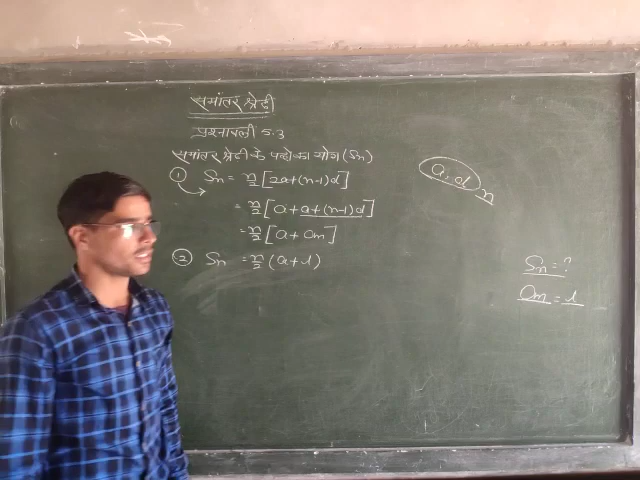 समांतर श्रेढ़ी
प्रश्नावली 5.3
समांतर श्रेढ़ी के पदो का योग (Sn)
① Sn = n/2 [2a+(n-1)d]
= n/2 [a + a+(n-1)d]
= n/2 [a + an]
② Sn = n/2 (a+l)
a, d n
Sn = ?
an = l